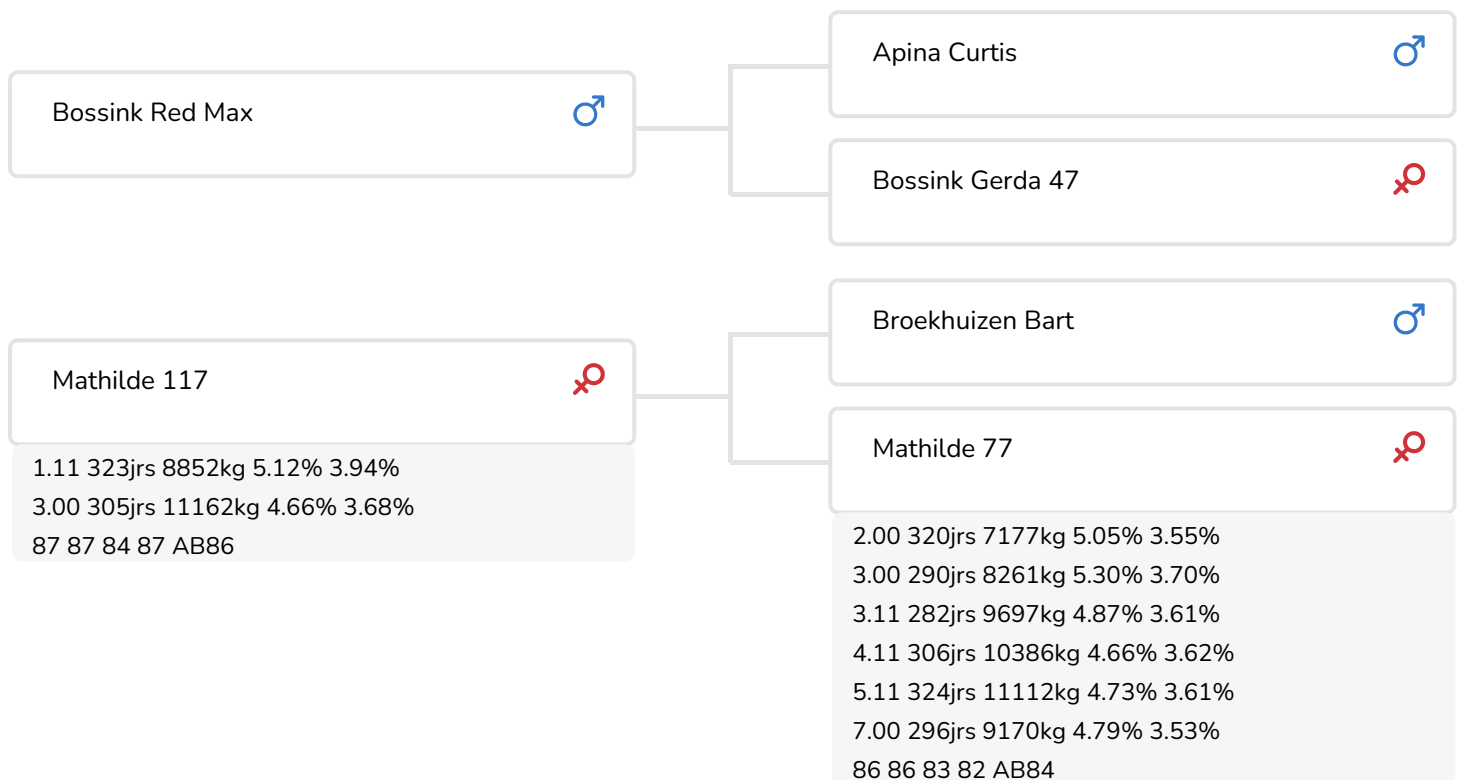 Apina Curtis
Bossink Red Max
Bossink Gerda 47
Broekhuizen Bart
Mathilde 117
1.11 323jrs 8852kg 5.12% 3.94%
3.00 305jrs 11162kg 4.66% 3.68%
87 87 84 87 AB86
Mathilde 77
2.00 320jrs 7177kg 5.05% 3.55%
3.00 290jrs 8261kg 5.30% 3.70%
3.11 282jrs 9697kg 4.87% 3.61%
4.11 306jrs 10386kg 4.66% 3.62%
5.11 324jrs 11112kg 4.73% 3.61%
7.00 296jrs 9170kg 4.79% 3.53%
86 86 83 82 AB84